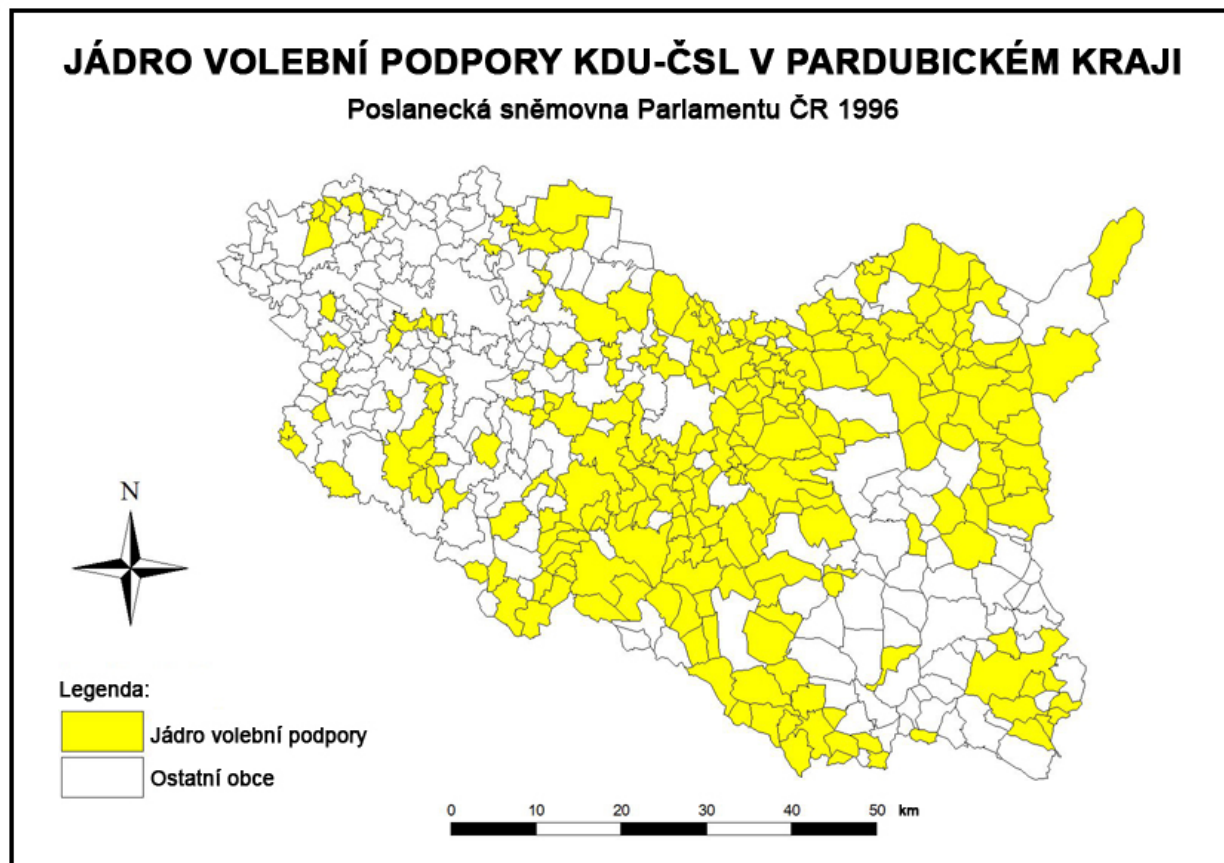 JÁDRO VOLEBNÍ PODPORY KDU-ČSL V PARDUBICKÉM KRAJI
Poslanecká sněmovna Parlamentu ČR 1996
N
Legenda:
Jádro volební podpory
Ostatní obce
0 10 20 30 40 50 km